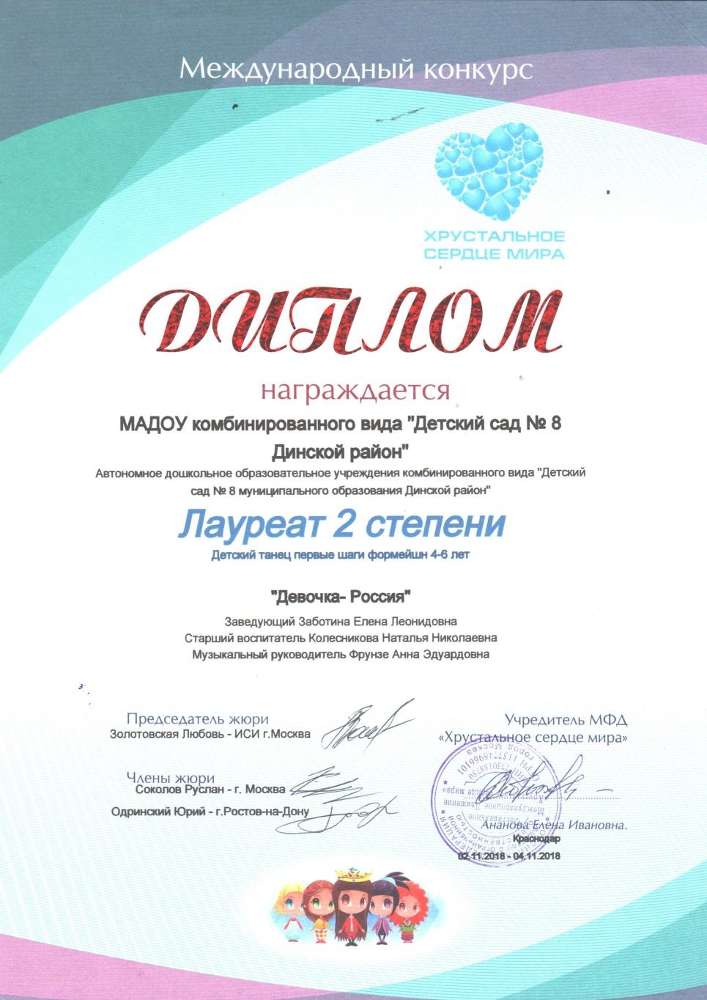 Международный конкурс
ХРУСТАЛЬНОЕ
СЕРДЦЕ МИРА
ДИПЛОМ
награждается
МАДОУ комбинированного вида "Детский сад № 8
Динской район"
Автономное дошкольное образовательное учреждения комбинированного вида "Детский
сад № 8 муниципального образования Динской район"
Лауреат 2 степени
Детский танец первые шаги формейшн 4-6 лет
"Девочка- Россия"
Заведующий Заботина Елена Леонидовна
Старший воспитатель Колесникова Наталья Николаевна
Музыкальный руководитель Фрунзе Анна Эдуардовна
Председатель жюри
Золотовская Любовь - ИСИ г.Москва
Члены жюри
Соколов Руслан - г. Москва
Одринский Юрий - г.Ростов-на-Дону
Учредитель МФД
«Хрустальное сердце мира»
Ананова Елена Ивановна.
Краснодар
02.11.2018 - 04.11.2018